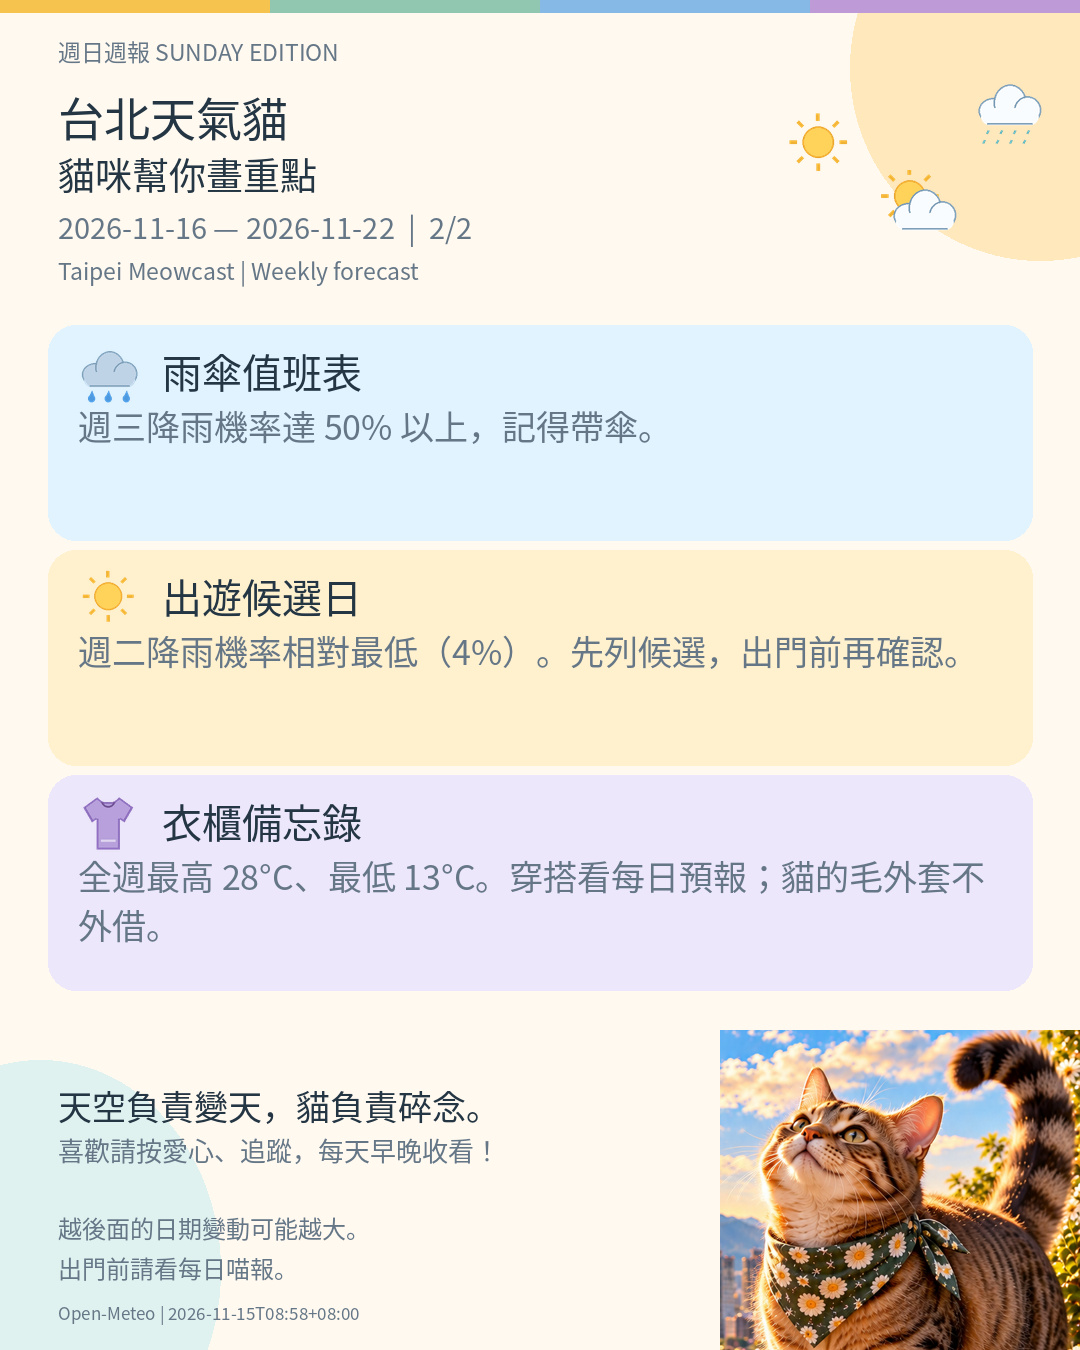 週日週報 SUNDAY EDITION
台北天氣貓
貓咪幫你畫重點
2026-11-16 — 2026-11-22 | 2/2
Taipei Meowcast | Weekly forecast
雨傘值班表
週三降雨機率達 50% 以上，記得帶傘。
出遊候選日
週二降雨機率相對最低（4%）。先列候選，出門前再確認。
衣櫃備忘錄
全週最高 28°C、最低 13°C。穿搭看每日預報；貓的毛外套不
外借。
天空負責變天，貓負責碎念。
喜歡請按愛心、追蹤，每天早晚收看！
越後面的日期變動可能越大。
出門前請看每日喵報。
Open-Meteo | 2026-11-15T08:58+08:00